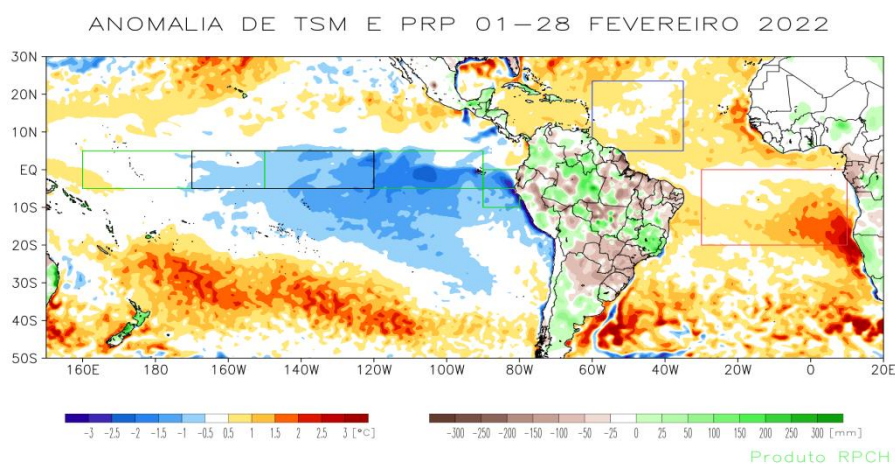 ANOMALIA DE TSM E PRP 01-28 FEVEREIRO 2022
30N
20N
10N
EQ
10S
20S
30S
40S
50S
160E 180 160W 140W 120W 100W 80W 60W 40W 20W 0 20E
-3 -2.5 -2 -1.5 -1 -0.5 0.5 1 1.5 2 2.5 3 [°C]
-300 -250 -200 -150 -100 -50 -25 0 25 50 100 150 200 250 300 [mm]
Produto RPCH